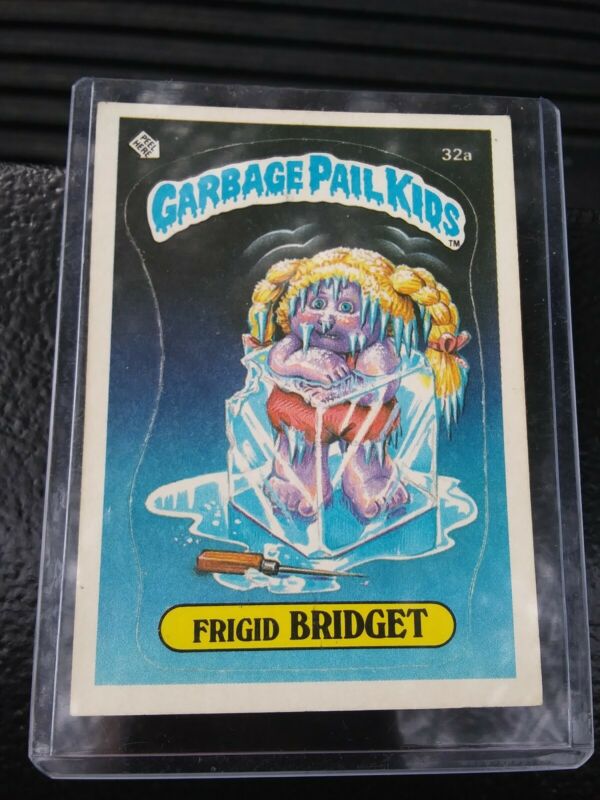 PEEL
HERE
32a
GARBAGE PAIL KIDS
TM
FRIGID BRIDGET